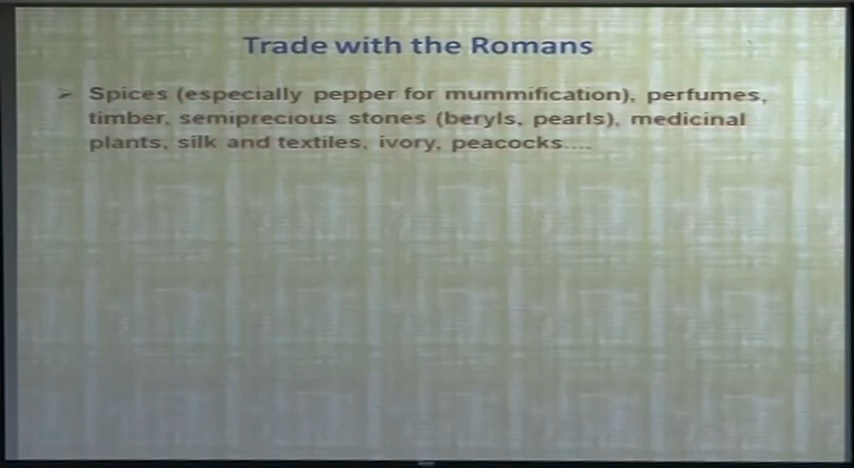 Trade with the Romans
➢ Spices (especially pepper for mummification), perfumes,
timber, semiprecious stones (beryls, pearls), medicinal
plants, silk and textiles, ivory, peacocks....